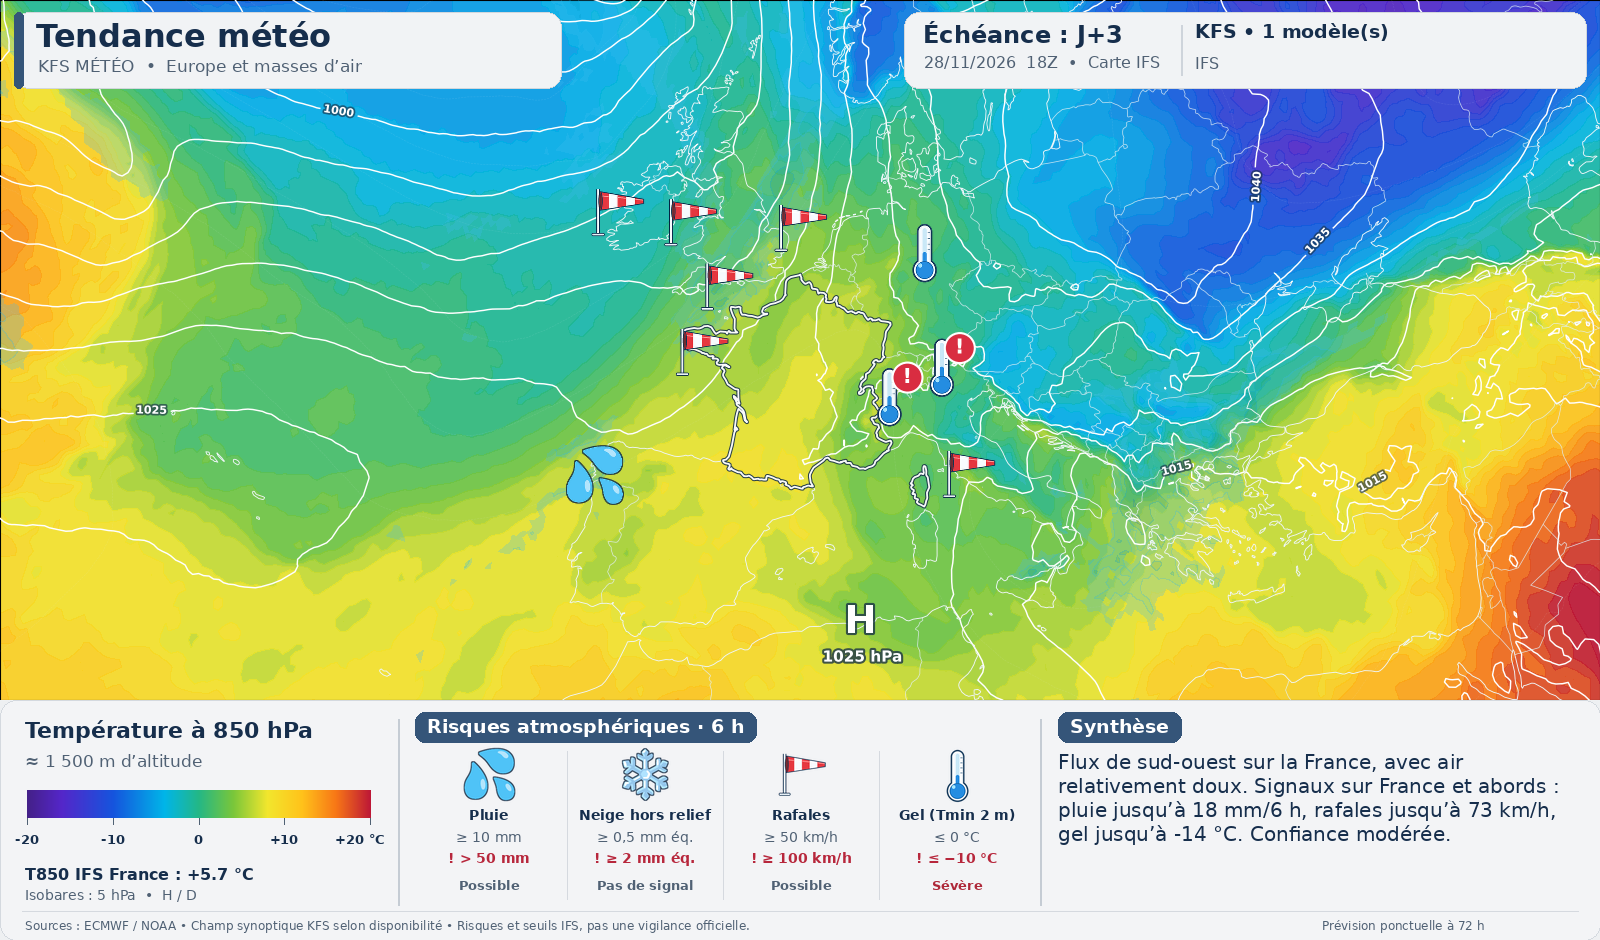 Tendance météo
KFS MÉTÉO • Europe et masses d’air
Échéance : J+3
28/11/2026 18Z • Carte IFS
KFS • 1 modèle(s)
IFS
1000
1040
1035
1025
1015
1015
!
!
H
1025 hPa
Température à 850 hPa
≈ 1 500 m d’altitude
-20 -10 0 +10 +20 °C
T850 IFS France : +5.7 °C
Isobares : 5 hPa • H / D
Risques atmosphériques · 6 h
Pluie
≥ 10 mm
! > 50 mm
Possible
Neige hors relief
≥ 0,5 mm éq.
! ≥ 2 mm éq.
Pas de signal
Rafales
≥ 50 km/h
! ≥ 100 km/h
Possible
Gel (Tmin 2 m)
≤ 0 °C
! ≤ −10 °C
Sévère
Synthèse
Flux de sud-ouest sur la France, avec air
relativement doux. Signaux sur France et abords :
pluie jusqu’à 18 mm/6 h, rafales jusqu’à 73 km/h,
gel jusqu’à -14 °C. Confiance modérée.
Sources : ECMWF / NOAA • Champ synoptique KFS selon disponibilité • Risques et seuils IFS, pas une vigilance officielle.
Prévision ponctuelle à 72 h